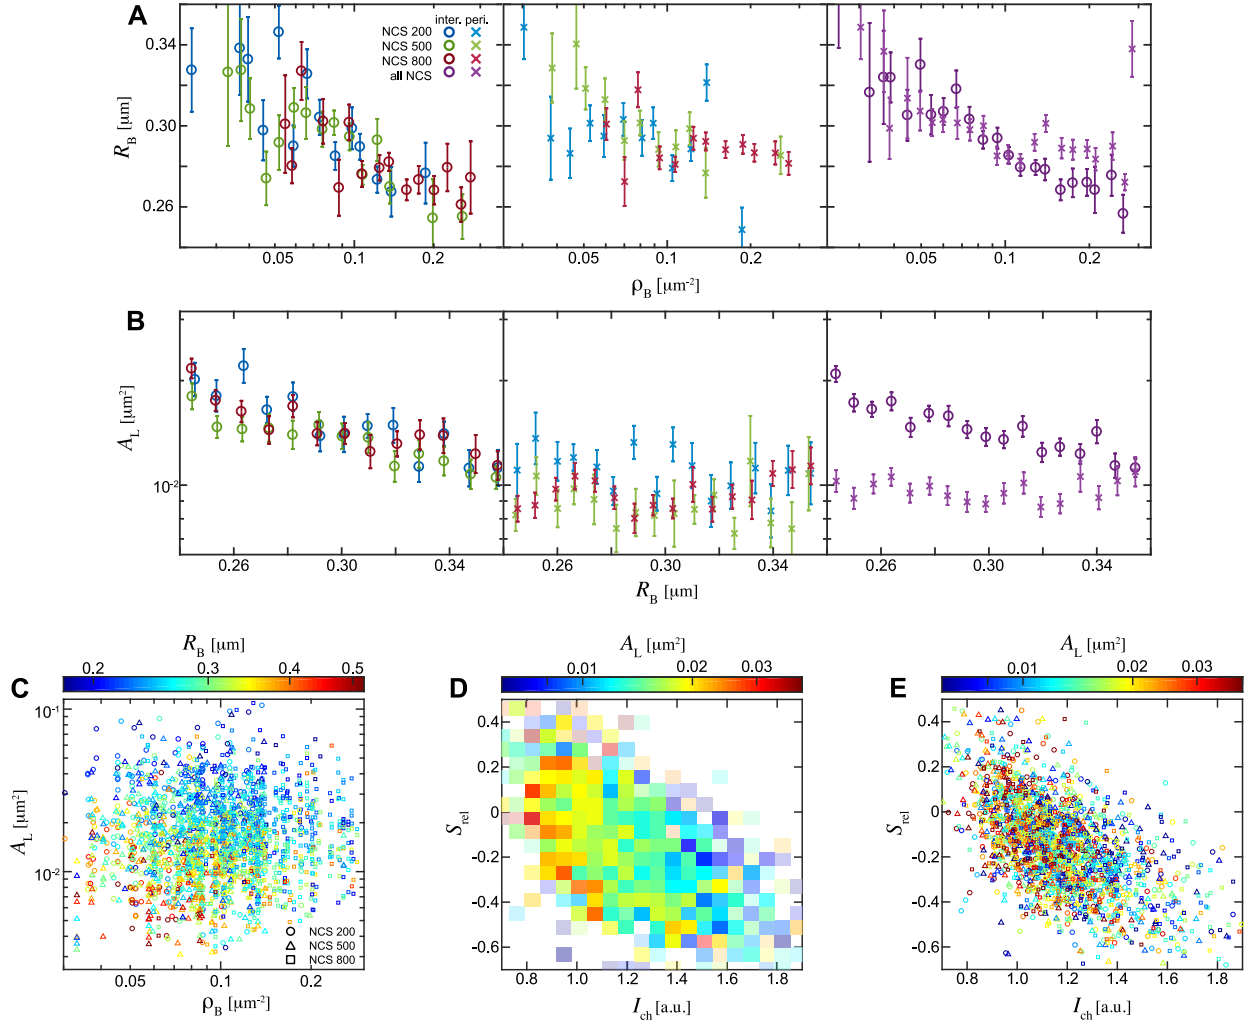 A
inter. peri.
NCS 200
NCS 500
NCS 800
all NCS
0.34
0.30
0.26
R_B [µm]
0.05 0.1 0.2 0.05 0.1 0.2 0.05 0.1 0.2
ρ_B [µm⁻²]
B
A_L [µm²]
10⁻²
0.26 0.30 0.34 0.26 0.30 0.34 0.26 0.30 0.34
R_B [µm]
R_B [µm]
0.2 0.3 0.4 0.5
C
10⁻¹
10⁻²
A_L [µm²]
NCS 200
NCS 500
NCS 800
0.05 0.1 0.2
ρ_B [µm⁻²]
A_L [µm²]
0.01 0.02 0.03
D
0.4
0.2
0
-0.2
-0.4
-0.6
S_rel
0.8 1.0 1.2 1.4 1.6 1.8
I_ch [a.u.]
A_L [µm²]
0.01 0.02 0.03
E
0.4
0.2
0
-0.2
-0.4
-0.6
S_rel
0.8 1.0 1.2 1.4 1.6 1.8
I_ch [a.u.]